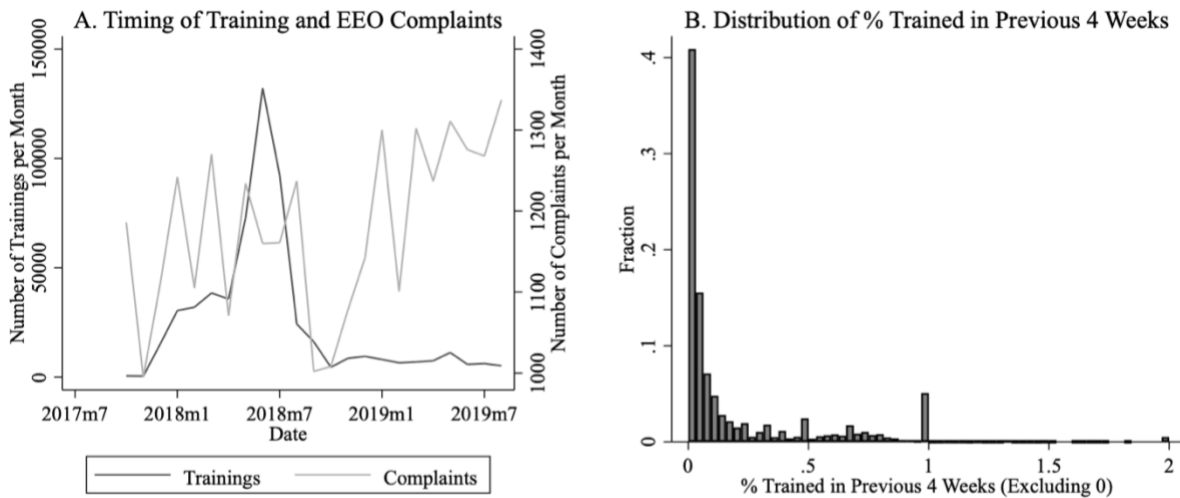 A. Timing of Training and EEO Complaints
Number of Trainings per Month
150000
100000
50000
0
1400
1300
1200
1100
1000
Number of Complaints per Month
2017m7 2018m1 2018m7 2019m1 2019m7
Date
Trainings Complaints
B. Distribution of % Trained in Previous 4 Weeks
Fraction
.4
.3
.2
.1
0
0 .5 1 1.5 2
% Trained in Previous 4 Weeks (Excluding 0)